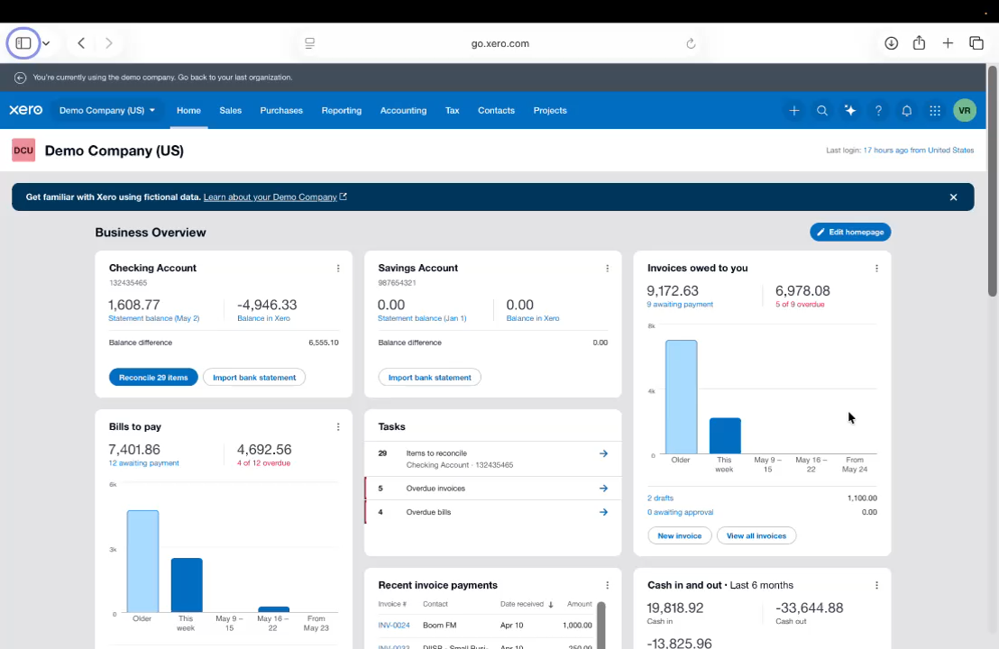 go.xero.com
You're currently using the demo company. Go back to your last organization.
xero Demo Company (US) Home Sales Purchases Reporting Accounting Tax Contacts Projects ? VR
DCU Demo Company (US) Last login: 17 hours ago from United States
Get familiar with Xero using fictional data. Learn about your Demo Company
Business Overview
Edit homepage
Checking Account
132435465
1,608.77 -4,946.33
Statement balance (May 2) Balance in Xero
Balance difference 6,555.10
Reconcile 29 items Import bank statement
Savings Account
987654321
0.00 0.00
Statement balance (Jan 1) Balance in Xero
Balance difference 0.00
Import bank statement
Invoices owed to you
9,172.63 6,978.08
9 awaiting payment 5 of 9 overdue
8k
4k
0
Older This week May 9 – 15 May 16 – 22 From May 24
2 drafts 1,100.00
0 awaiting approval 0.00
New invoice View all invoices
Bills to pay
7,401.86 4,692.56
12 awaiting payment 4 of 12 overdue
6k
3k
0
Older This week May 9 – 15 May 16 – 22 From May 23
Tasks
29 Items to reconcile
Checking Account · 132435465
5 Overdue invoices
4 Overdue bills
Recent invoice payments
Invoice # Contact Date received Amount
INV-0024 Boom FM Apr 10 1,000.00
Cash in and out • Last 6 months
19,818.92 -33,644.88
Cash in Cash out
-13,825.96